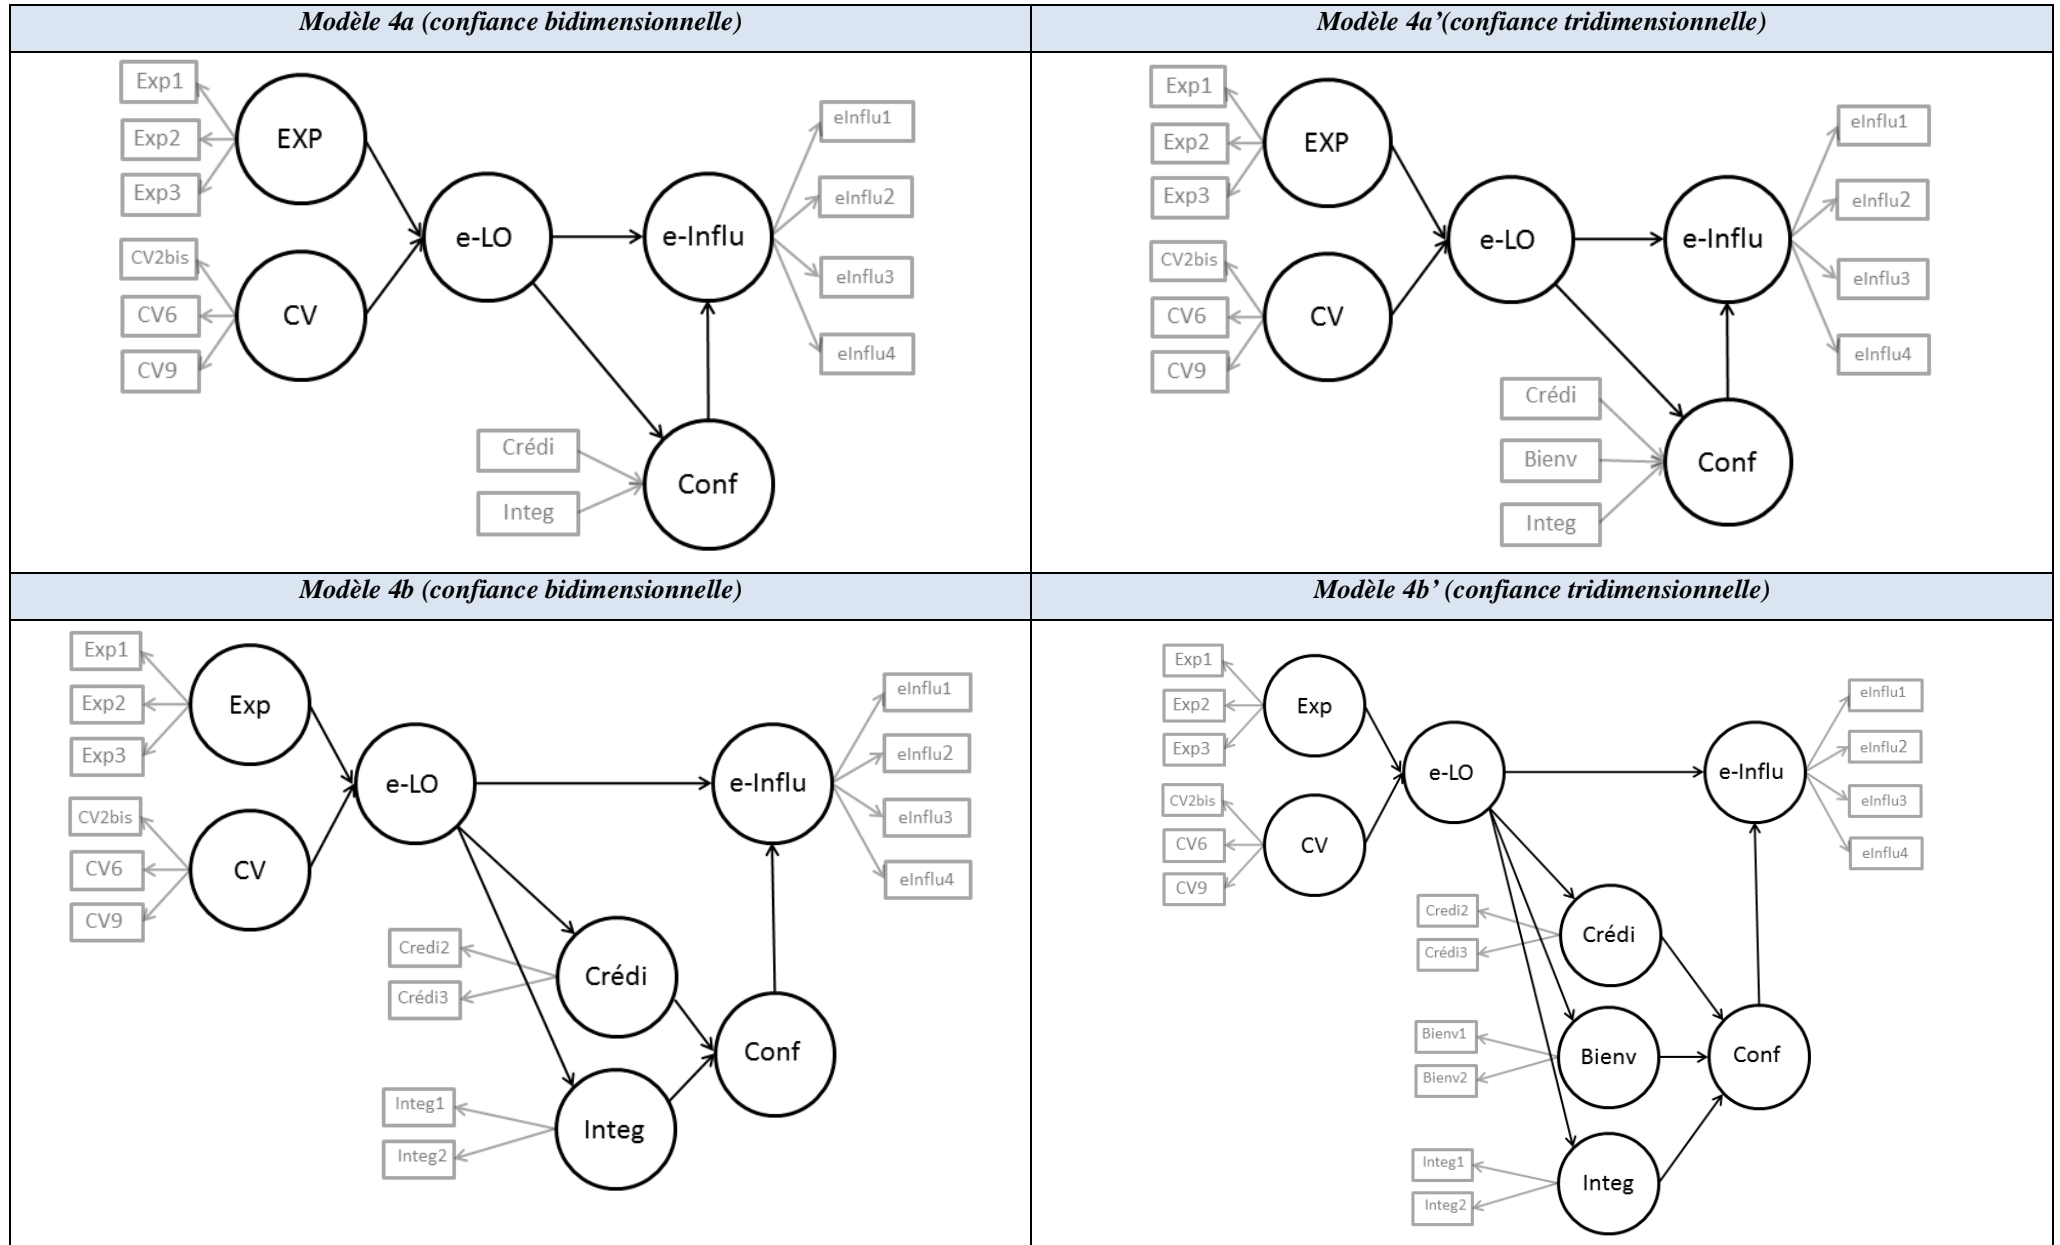 Modèle 4a (confiance bidimensionnelle)
Exp1
Exp2
Exp3
EXP
CV2bis
CV6
CV9
CV
e-LO
e-Influ
eInflu1
eInflu2
eInflu3
eInflu4
Crédi
Integ
Conf
Modèle 4a’(confiance tridimensionnelle)
Exp1
Exp2
Exp3
EXP
CV2bis
CV6
CV9
CV
e-LO
e-Influ
eInflu1
eInflu2
eInflu3
eInflu4
Crédi
Bienv
Integ
Conf
Modèle 4b (confiance bidimensionnelle)
Exp1
Exp2
Exp3
Exp
CV2bis
CV6
CV9
CV
e-LO
e-Influ
eInflu1
eInflu2
eInflu3
eInflu4
Credi2
Crédi3
Crédi
Integ1
Integ2
Integ
Conf
Modèle 4b’ (confiance tridimensionnelle)
Exp1
Exp2
Exp3
Exp
CV2bis
CV6
CV9
CV
e-LO
e-Influ
eInflu1
eInflu2
eInflu3
eInflu4
Credi2
Crédi3
Crédi
Bienv1
Bienv2
Bienv
Integ1
Integ2
Integ
Conf